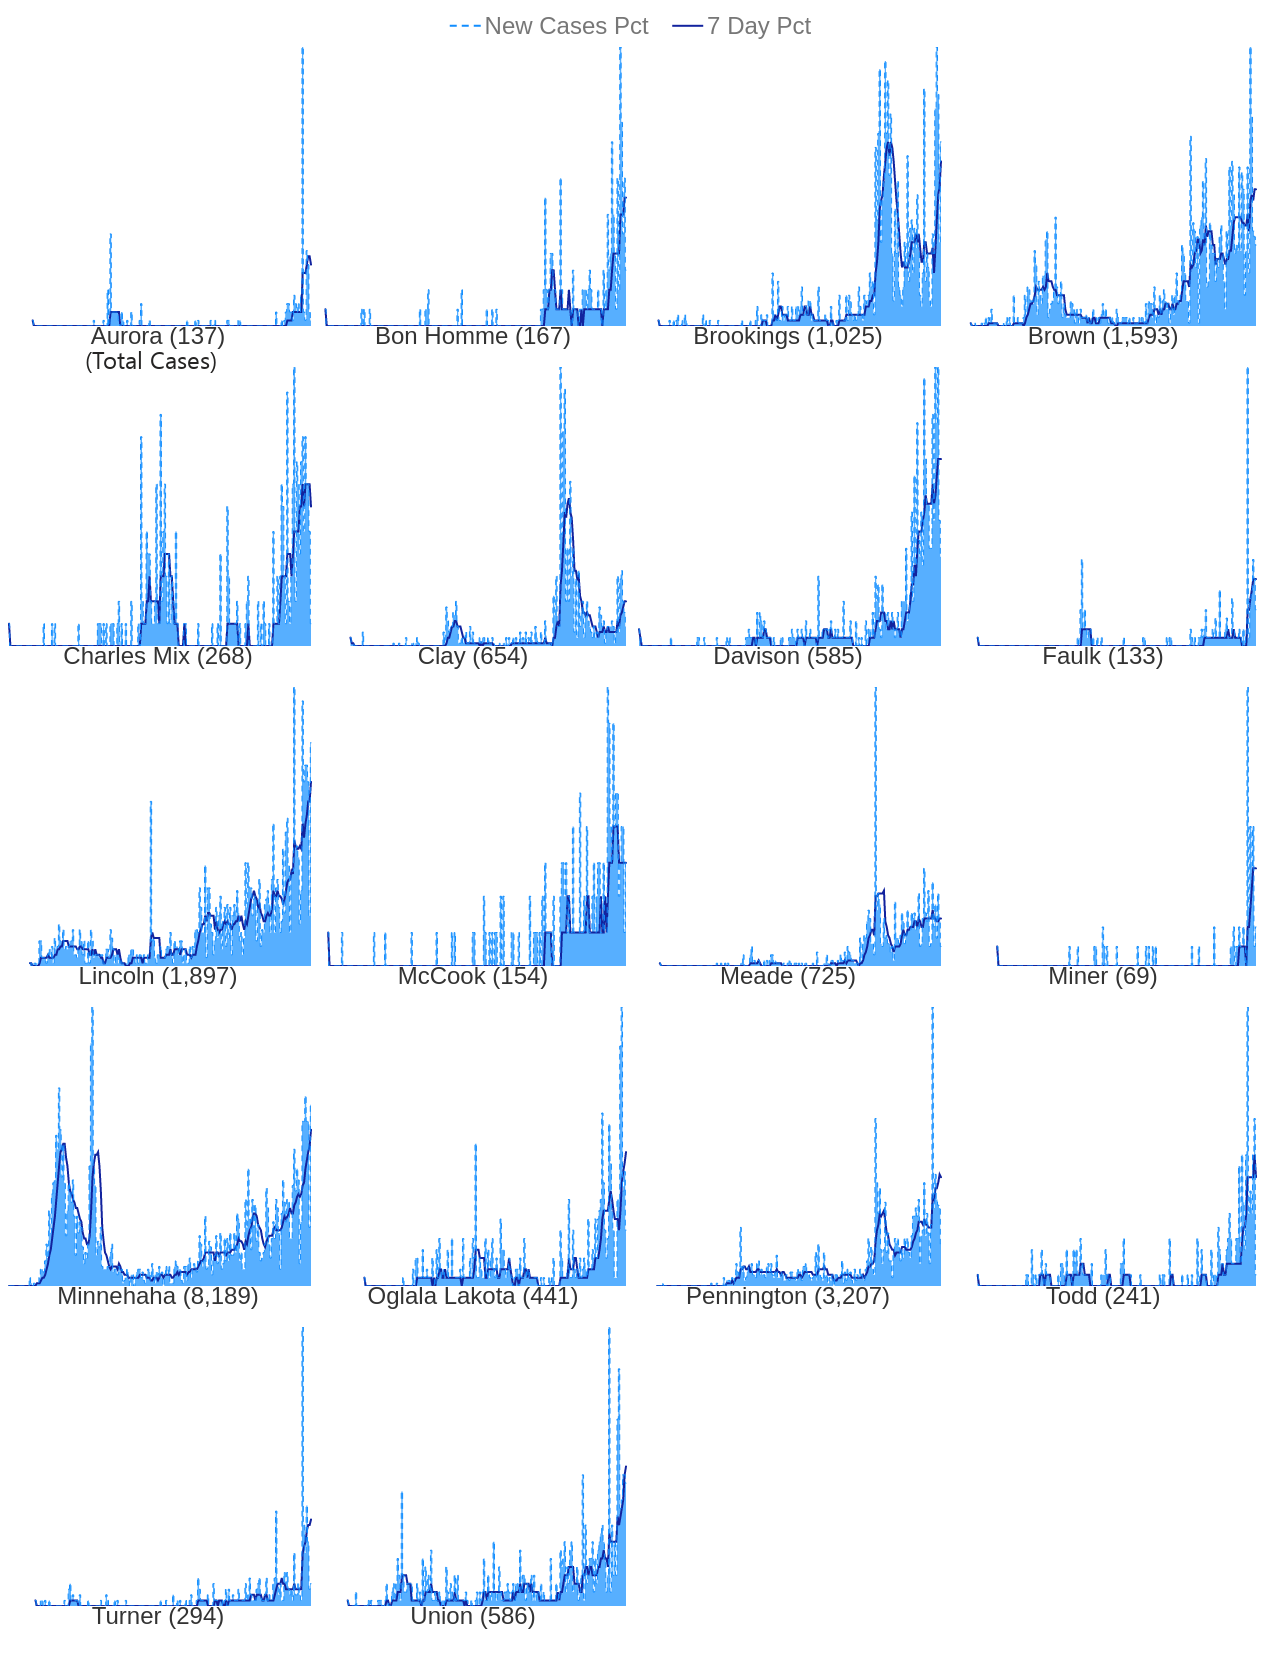 New Cases Pct 7 Day Pct
Aurora (137) Bon Homme (167) Brookings (1,025) Brown (1,593)
(Total Cases)
Charles Mix (268) Clay (654) Davison (585) Faulk (133)
Lincoln (1,897) McCook (154) Meade (725) Miner (69)
Minnehaha (8,189) Oglala Lakota (441) Pennington (3,207) Todd (241)
Turner (294) Union (586)